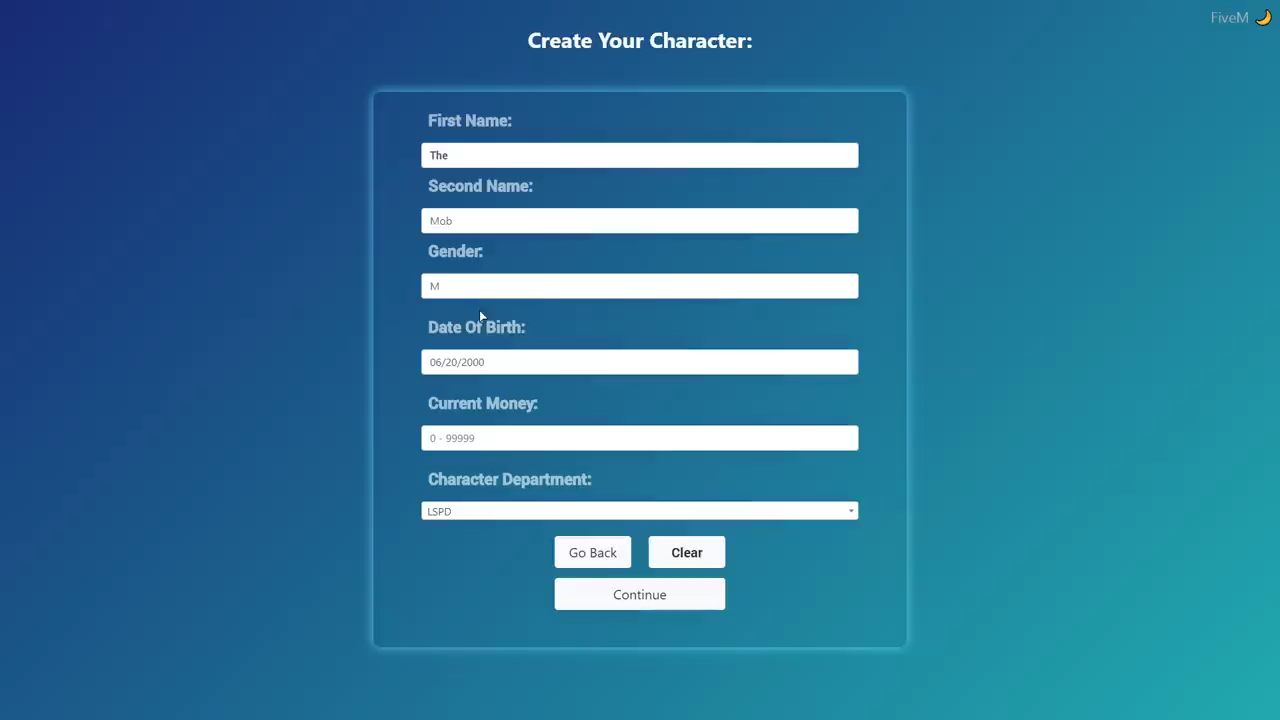 FiveM 🌙
Create Your Character:
First Name:
The
Second Name:
Mob
Gender:
M
Date Of Birth:
06/20/2000
Current Money:
0 - 99999
Character Department:
LSPD
Go Back Clear
Continue